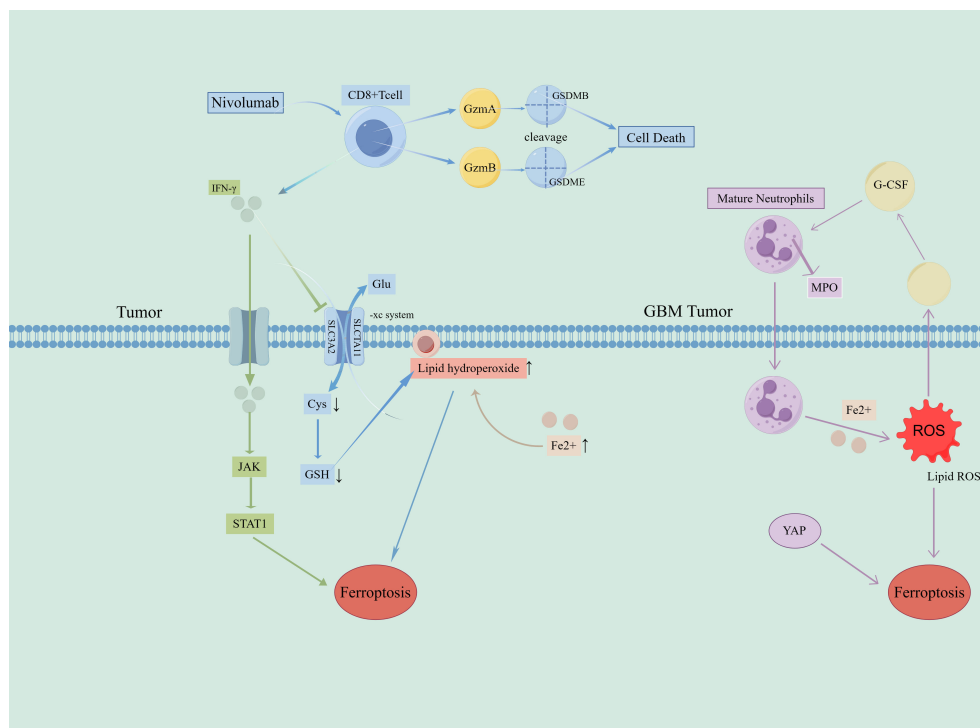 Nivolumab
CD8+Tcell
GzmA
GSDMB
cleavage
Cell Death
GzmB
GSDME
IFN-γ
Glu
Tumor
SLC3A2
SLCTA11
-xc system
Lipid hydroperoxide ↑
Cys ↓
GSH ↓
Fe2+ ↑
JAK
STAT1
Ferroptosis
Mature Neutrophils
G-CSF
MPO
GBM Tumor
Fe2+
ROS
Lipid ROS
YAP
Ferroptosis